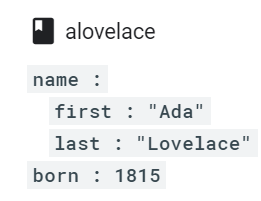 alovelace
name :
first : "Ada"
last : "Lovelace"
born : 1815